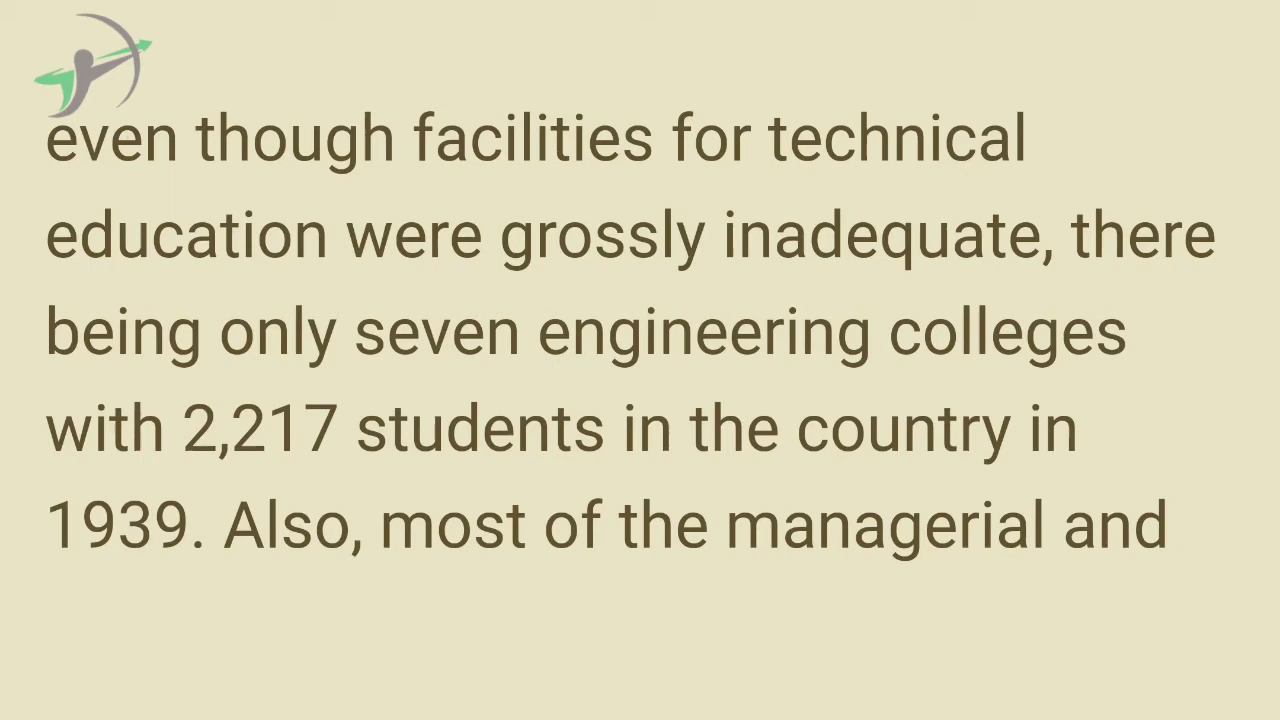 even though facilities for technical
education were grossly inadequate, there
being only seven engineering colleges
with 2,217 students in the country in
1939. Also, most of the managerial and